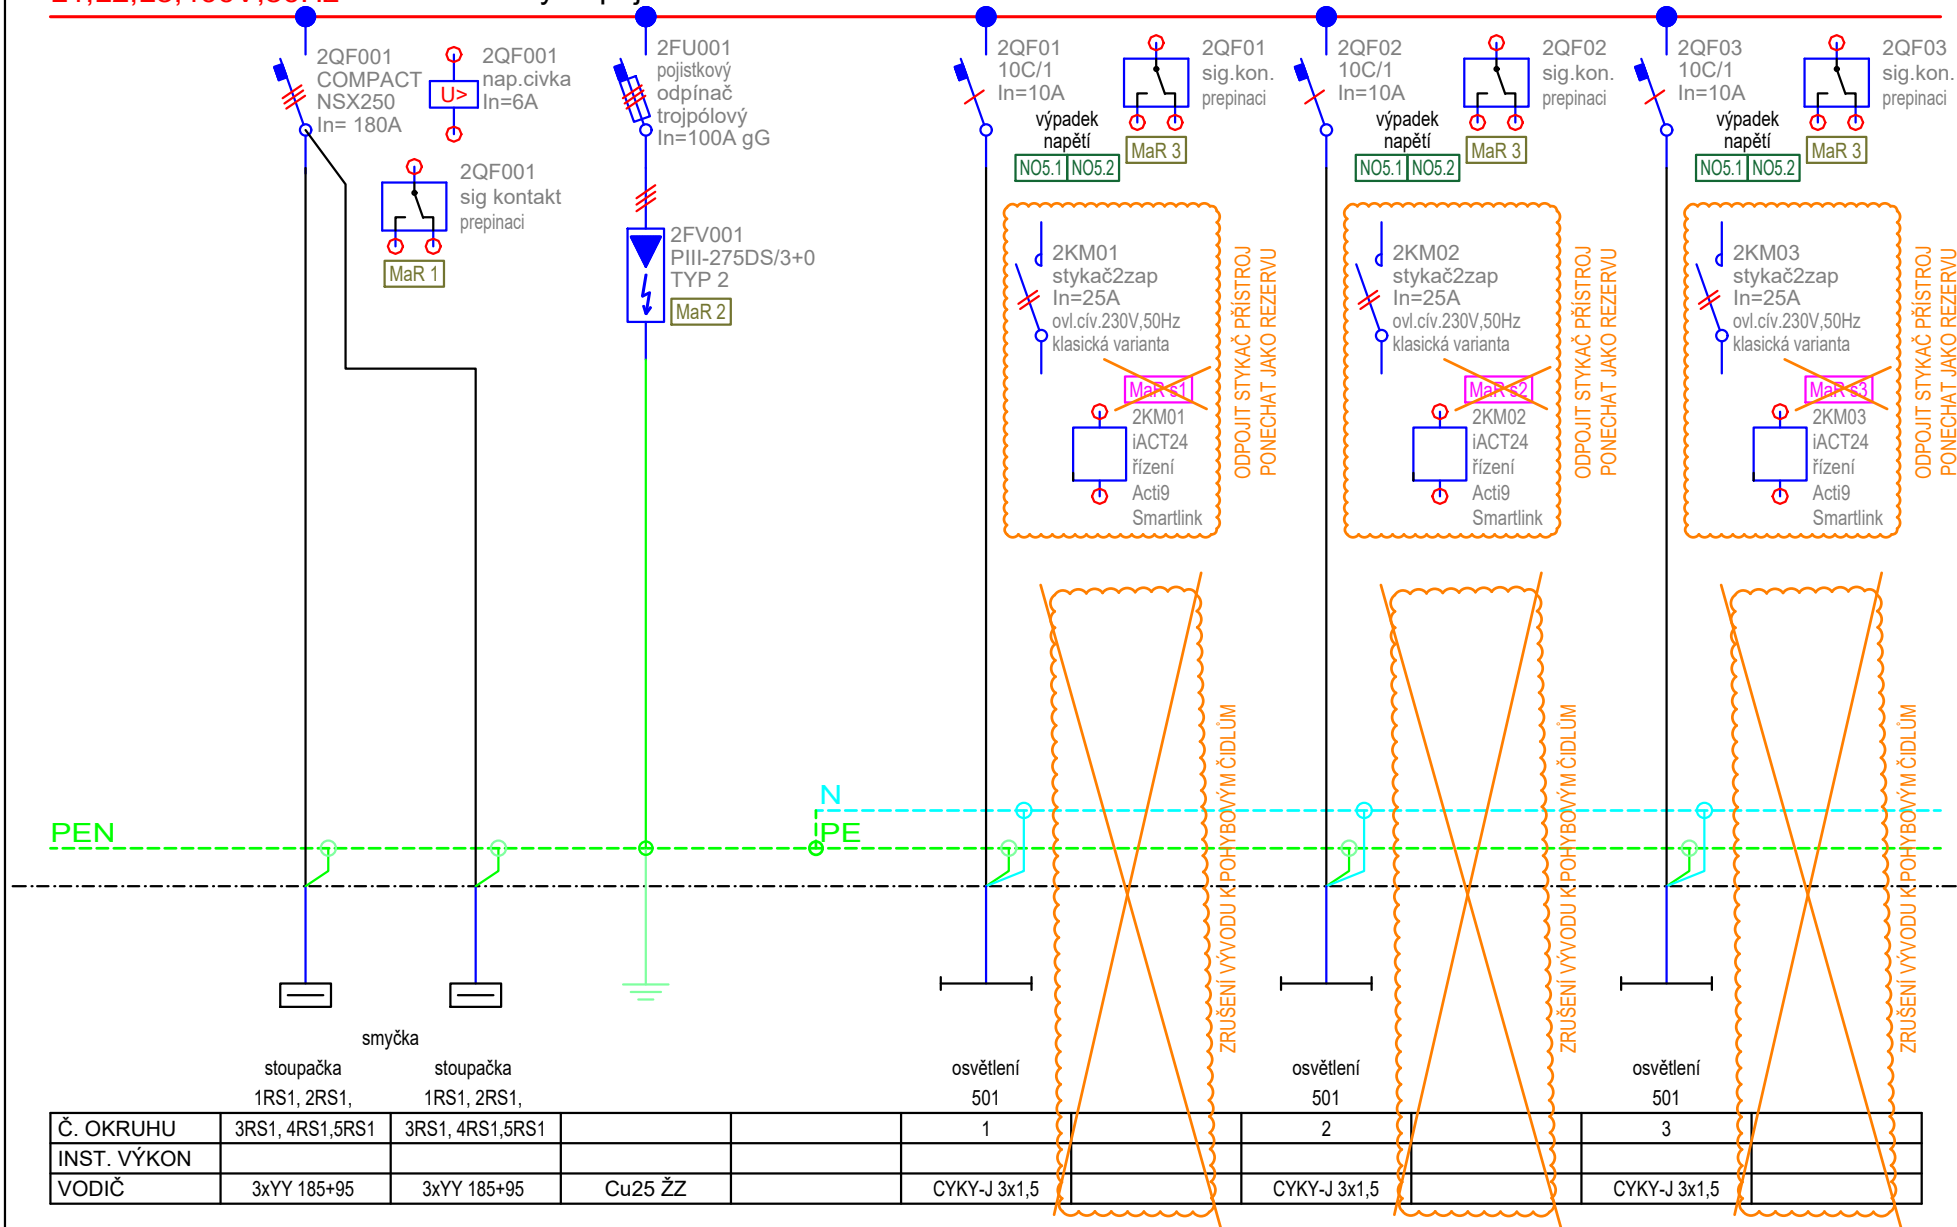 2QF001
COMPACT
NSX250
In= 180A
2QF001
nap.civka
In=6A
U>
2QF001
sig kontakt
prepinaci
MaR 1
2FU001
pojistkový
odpínač
trojpólový
In=100A gG
2FV001
PIII-275DS/3+0
TYP 2
MaR 2
2QF01
10C/1
In=10A
výpadek
napětí
NO5.1 NO5.2
2QF01
sig.kon.
prepinaci
MaR 3
2KM01
stykač2zap
In=25A
ovl.cív.230V,50Hz
klasická varianta
MaR s1
2KM01
iACT24
řízení
Acti9
Smartlink
ODPOJIT STYKAČ PŘÍSTROJ
PONECHAT JAKO REZERVU
ZRUŠENÍ VÝVODU K POHYBOVÝM ČIDLŮM
2QF02
10C/1
In=10A
výpadek
napětí
NO5.1 NO5.2
2QF02
sig.kon.
prepinaci
MaR 3
2KM02
stykač2zap
In=25A
ovl.cív.230V,50Hz
klasická varianta
MaR s2
2KM02
iACT24
řízení
Acti9
Smartlink
ODPOJIT STYKAČ PŘÍSTROJ
PONECHAT JAKO REZERVU
ZRUŠENÍ VÝVODU K POHYBOVÝM ČIDLŮM
2QF03
10C/1
In=10A
výpadek
napětí
NO5.1 NO5.2
2QF03
sig.kon.
prepinaci
MaR 3
2KM03
stykač2zap
In=25A
ovl.cív.230V,50Hz
klasická varianta
MaR s3
2KM03
iACT24
řízení
Acti9
Smartlink
ODPOJIT STYKAČ PŘÍSTROJ
PONECHAT JAKO REZERVU
ZRUŠENÍ VÝVODU K POHYBOVÝM ČIDLŮM
N
PEN
PE
smyčka
stoupačka stoupačka osvětlení osvětlení osvětlení
1RS1, 2RS1, 1RS1, 2RS1, 501 501 501
Č. OKRUHU 3RS1, 4RS1,5RS1 3RS1, 4RS1,5RS1 1 2 3
INST. VÝKON
VODIČ 3xYY 185+95 3xYY 185+95 Cu25 ŽZ CYKY-J 3x1,5 CYKY-J 3x1,5 CYKY-J 3x1,5